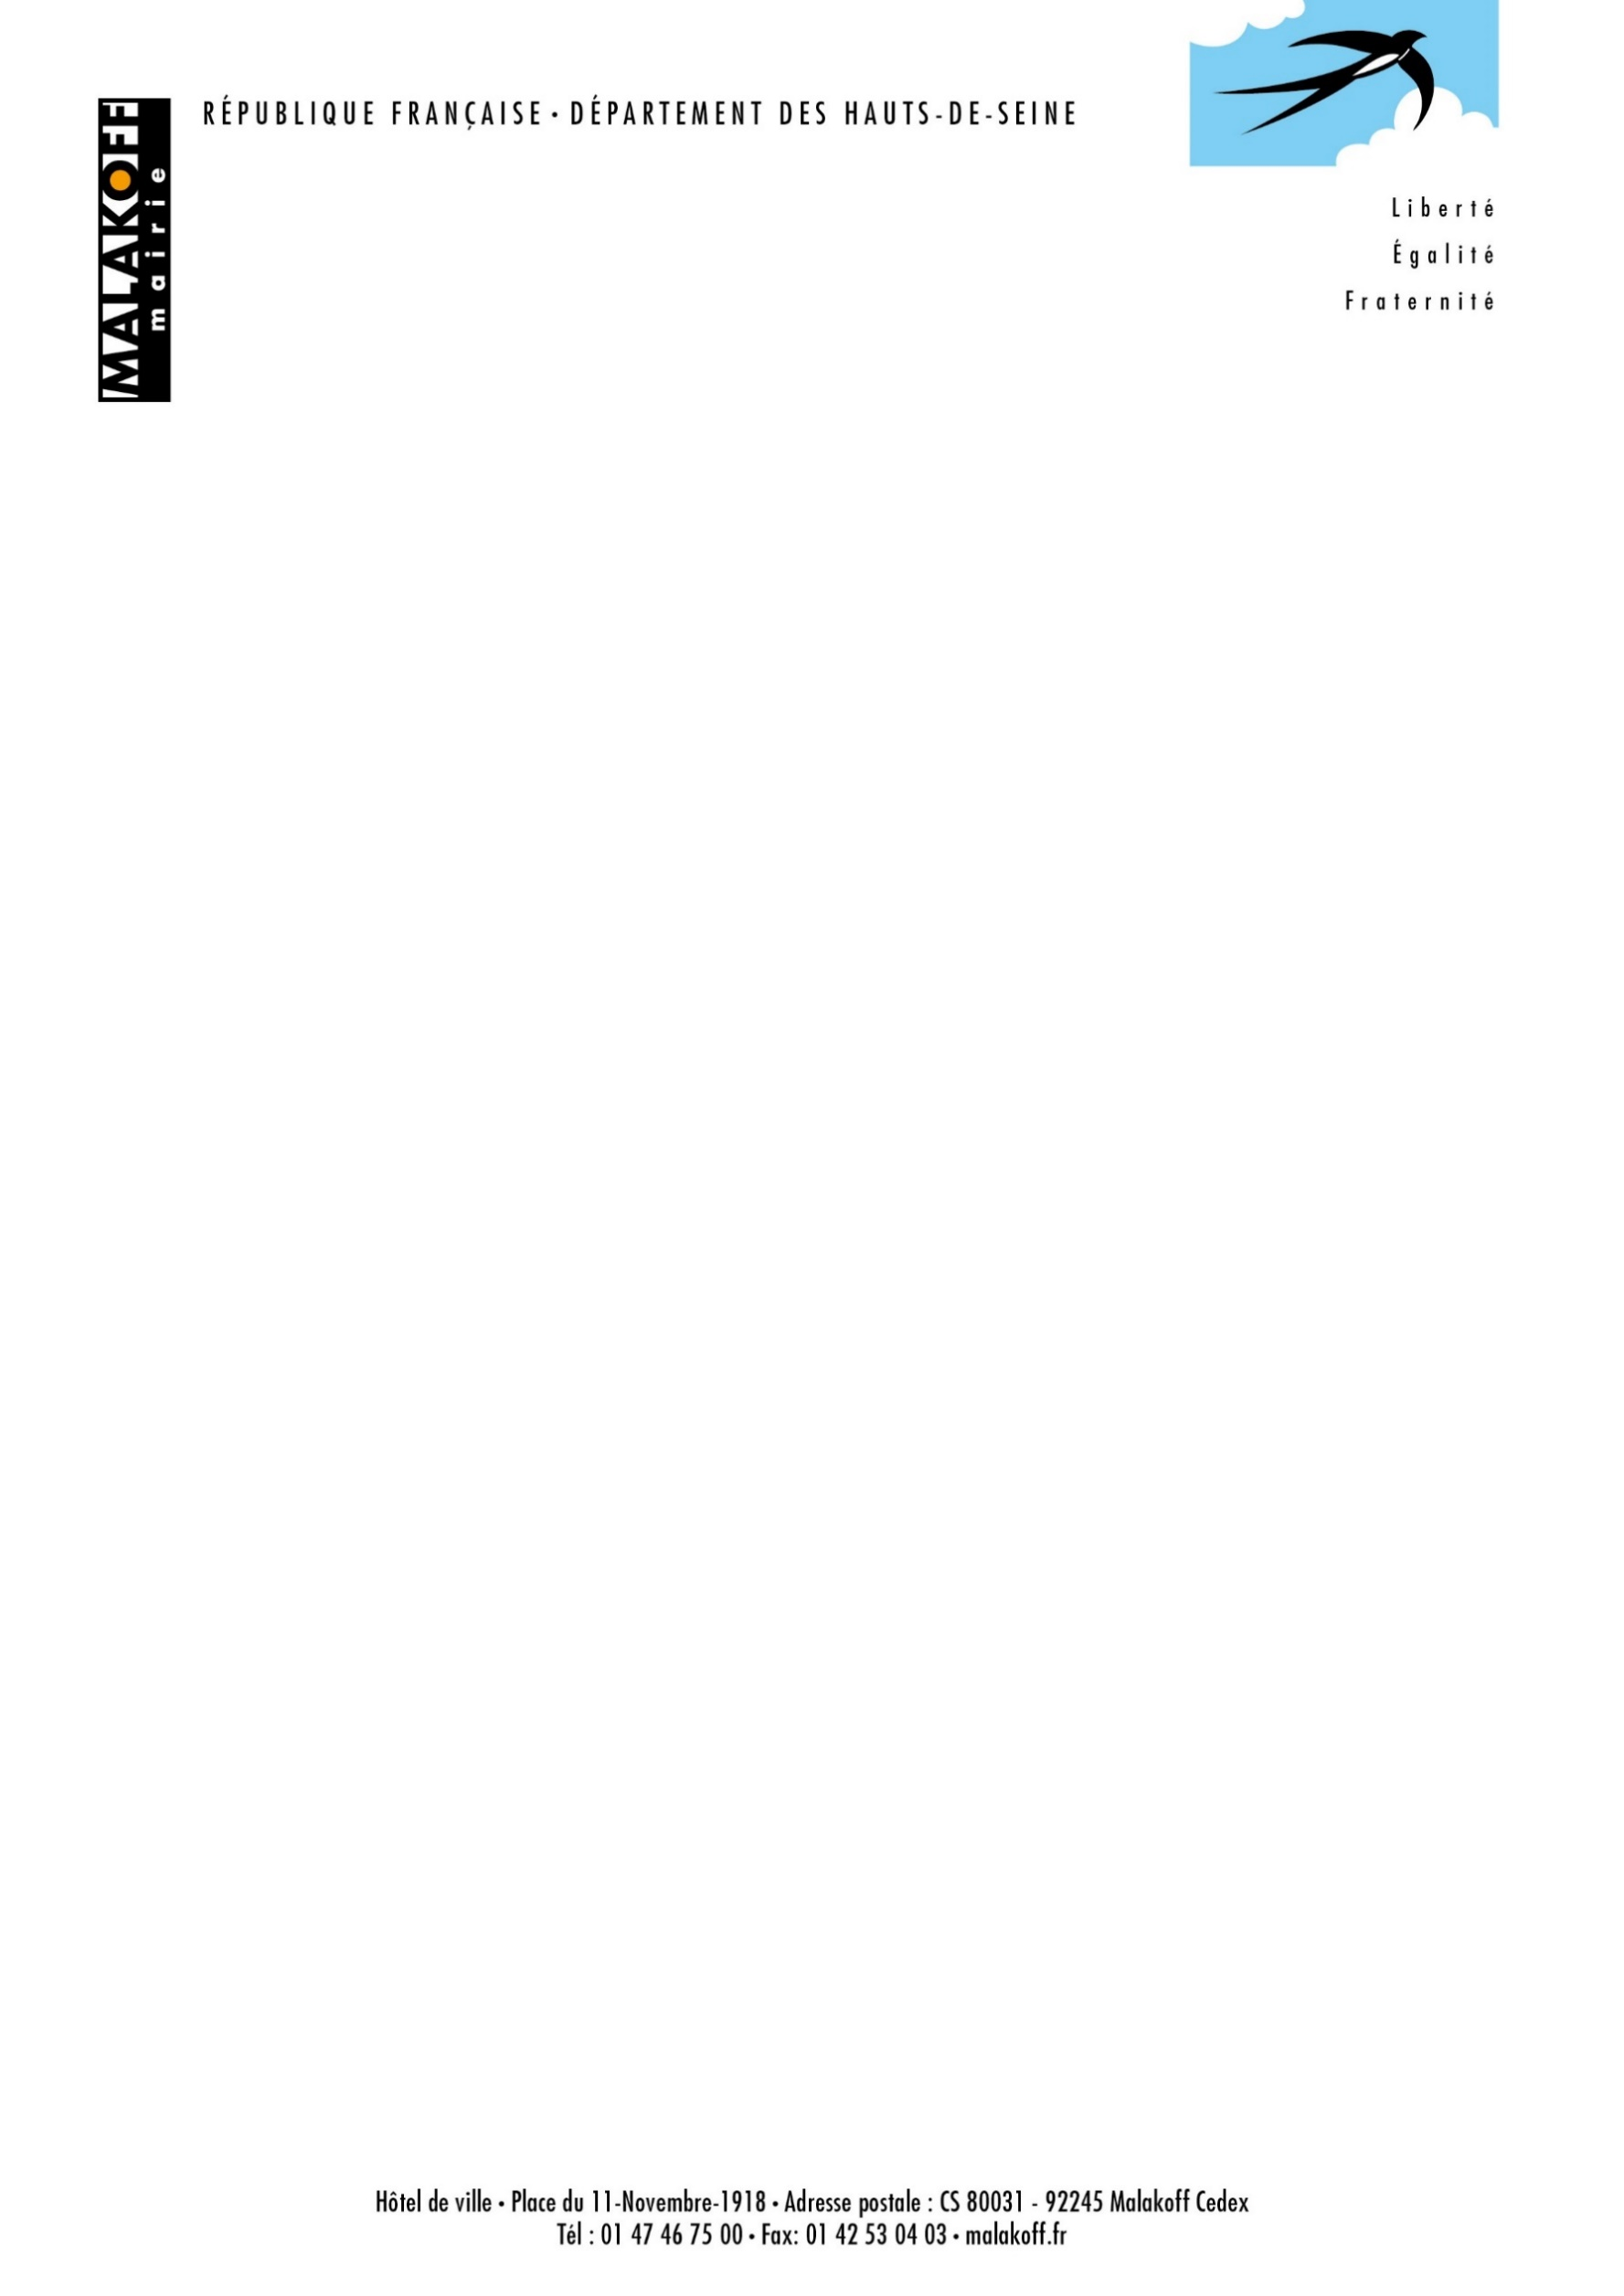 MALAKOFF
mairie
RÉPUBLIQUE FRANÇAISE • DÉPARTEMENT DES HAUTS-DE-SEINE
Liberté
Égalité
Fraternité
Hôtel de ville • Place du 11-Novembre-1918 • Adresse postale : CS 80031 - 92245 Malakoff Cedex
Tél : 01 47 46 75 00 • Fax: 01 42 53 04 03 • malakoff.fr